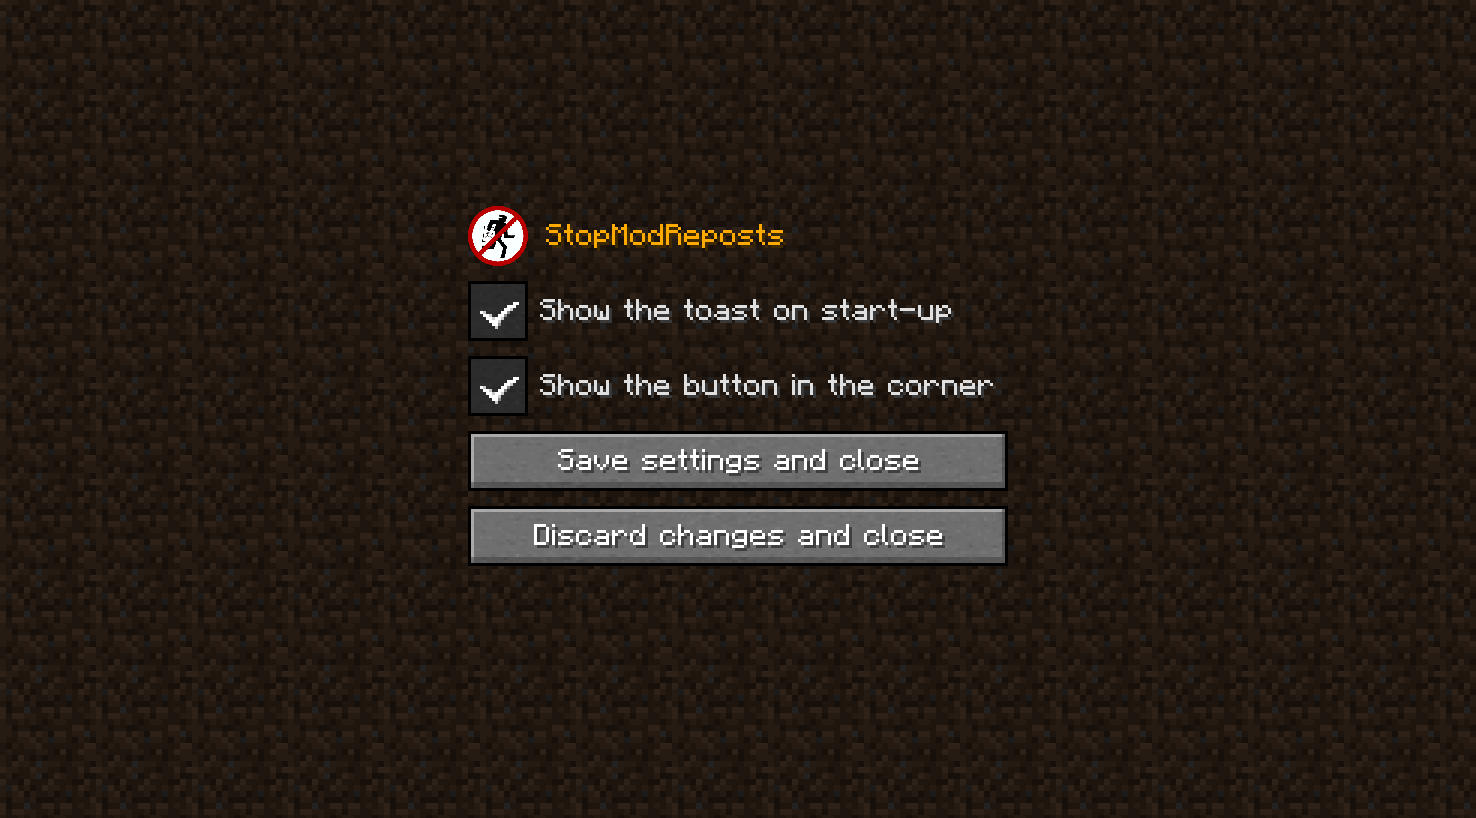 StopModReposts
Show the toast on start-up
Show the button in the corner
Save settings and close
Discard changes and close